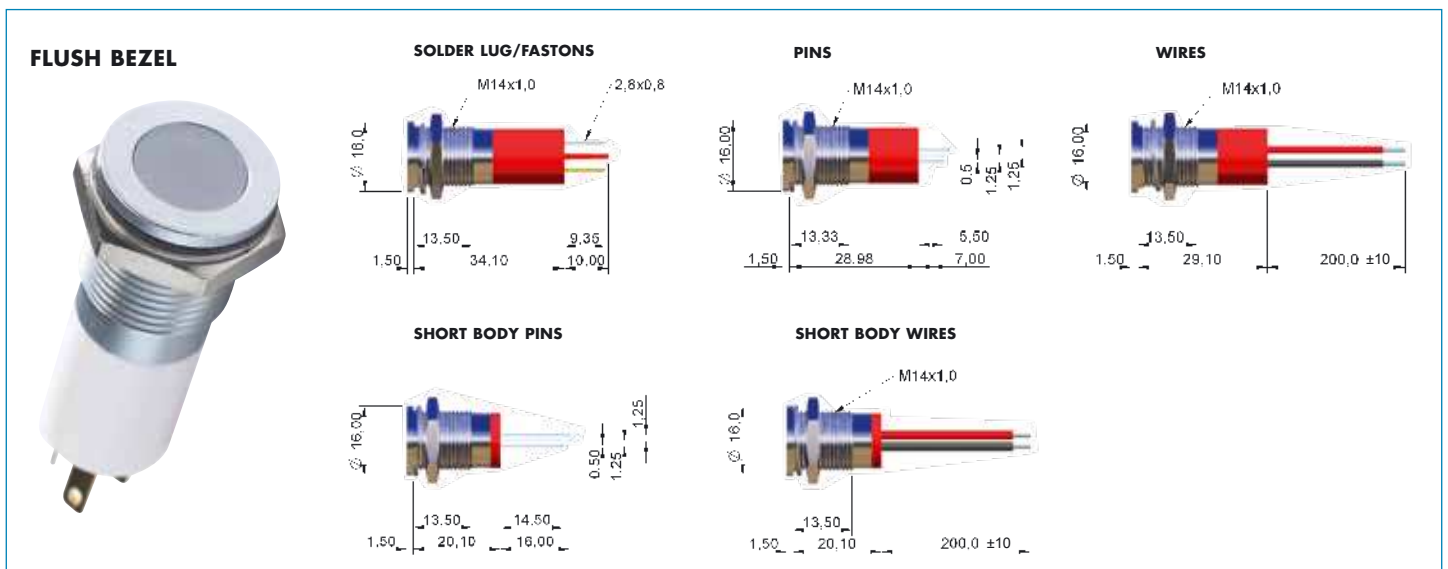 FLUSH BEZEL
SOLDER LUG/FASTONS
M14x1,0
2,8x0,8
Ø 16,0
13,50
9,35
1,50
34,10
10,00
PINS
M14x1,0
Ø 16,00
0.5
1.25
1.25
13,33
5,50
1,50
28.98
7,00
WIRES
M14x1,0
Ø 16,00
13,50
1.50
29,10
200,0 ±10
SHORT BODY PINS
Ø 16,00
1,25
0.50
1.25
13.50
14.50
1,50
20,10
16,00
SHORT BODY WIRES
M14x1,0
Ø 16,0
13,50
1,50
20,10
200,0 ±10